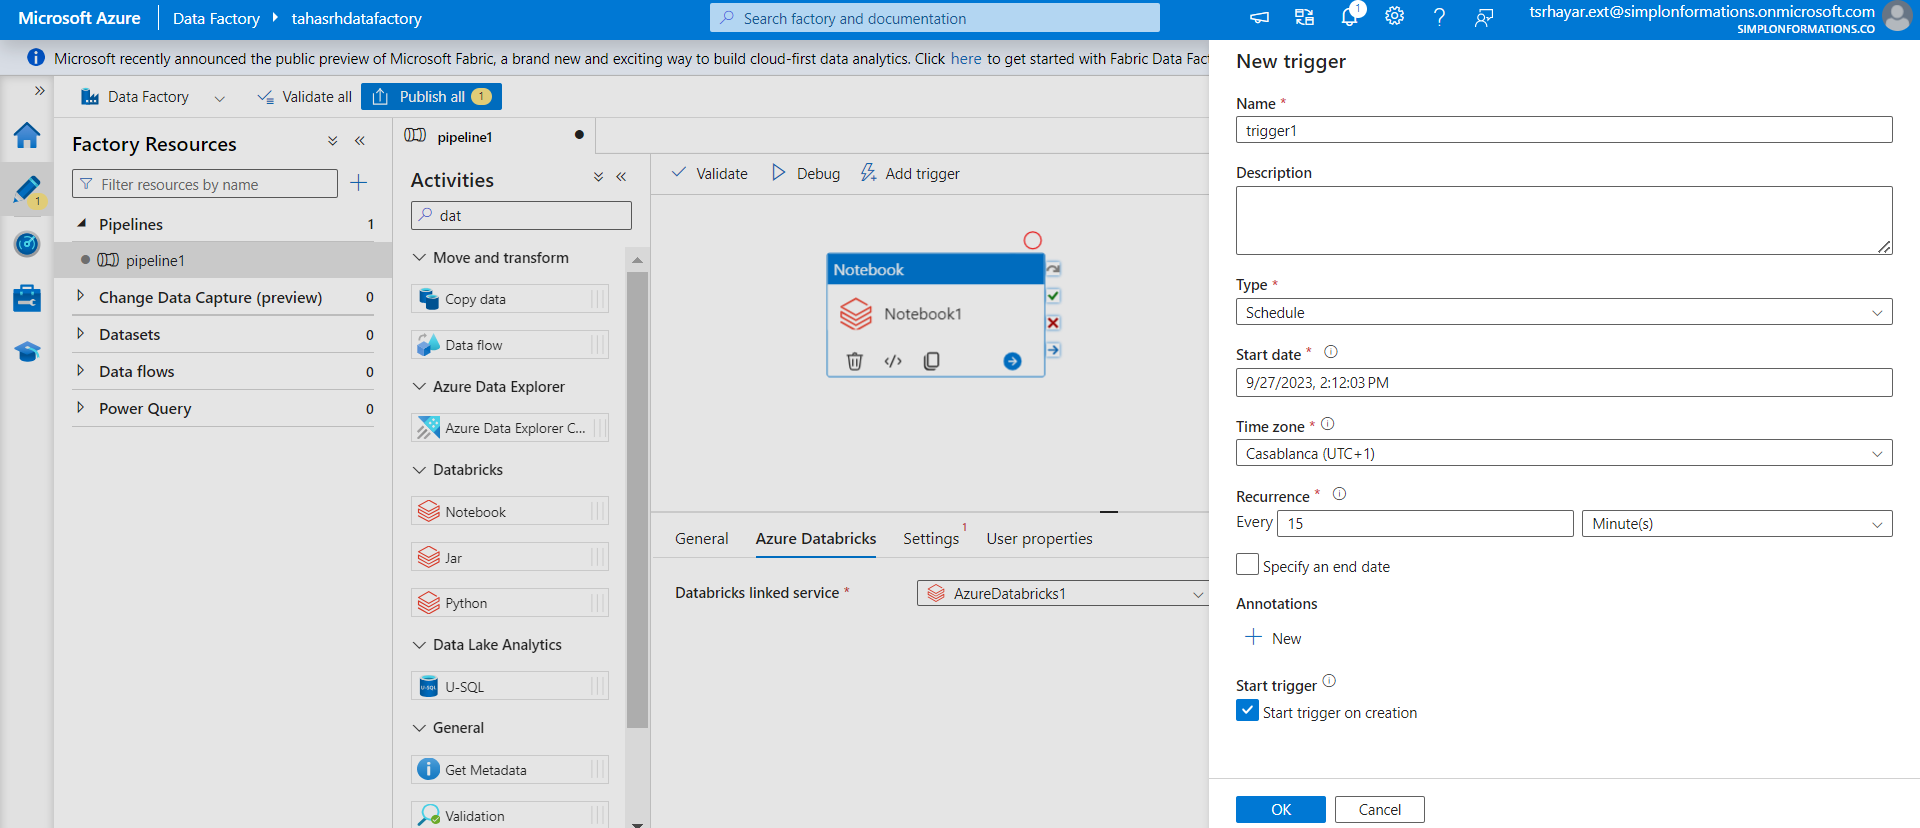 Microsoft Azure
Data Factory
tahasrhdatafactory
Search factory and documentation
1
tsrhayar.ext@simplonformations.onmicrosoft.com
SIMPLONFORMATIONS.CO
Microsoft recently announced the public preview of Microsoft Fabric, a brand new and exciting way to build cloud-first data analytics. Click here to get started with Fabric Data Fac
Data Factory
Validate all
Publish all 1
1
Factory Resources
Filter resources by name
Pipelines 1
pipeline1
Change Data Capture (preview) 0
Datasets 0
Data flows 0
Power Query 0
pipeline1
Activities
dat
Move and transform
Copy data
Data flow
Azure Data Explorer
Azure Data Explorer C...
Databricks
Notebook
Jar
Python
Data Lake Analytics
U-SQL
U-SQL
General
Get Metadata
Validation
Validate
Debug
Add trigger
Notebook
Notebook1
General
Azure Databricks
Settings 1
User properties
Databricks linked service *
AzureDatabricks1
New trigger
Name *
trigger1
Description
Type *
Schedule
Start date *
9/27/2023, 2:12:03 PM
Time zone *
Casablanca (UTC+1)
Recurrence *
Every 15 Minute(s)
Specify an end date
Annotations
New
Start trigger
Start trigger on creation
OK
Cancel